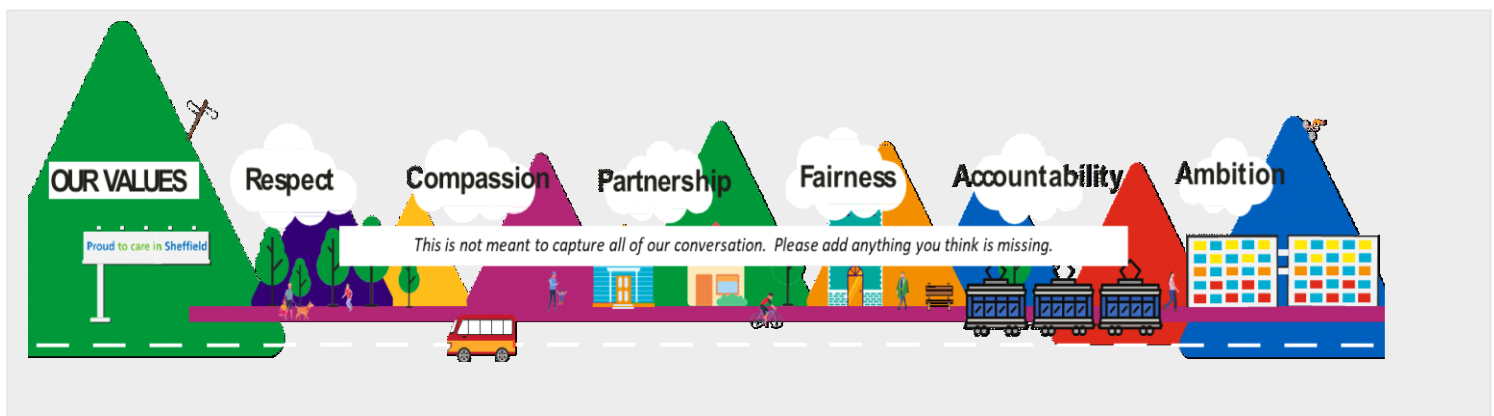 OUR VALUES
Respect
Compassion
Partnership
Fairness
Accountability
Ambition
Proud to care in Sheffield
This is not meant to capture all of our conversation.  Please add anything you think is missing.